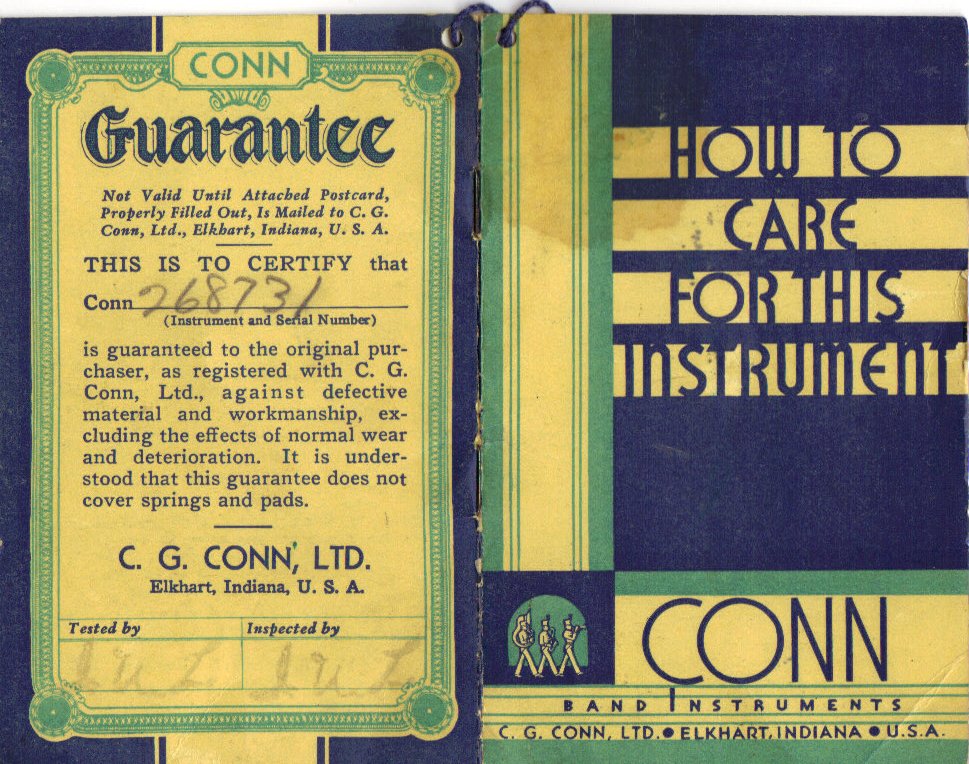 CONN
Guarantee
Not Valid Until Attached Postcard,
Properly Filled Out, Is Mailed to C. G.
Conn, Ltd., Elkhart, Indiana, U. S. A.
THIS IS TO CERTIFY that
Conn 268731
(Instrument and Serial Number)
is guaranteed to the original pur-
chaser, as registered with C. G.
Conn, Ltd., against defective
material and workmanship, ex-
cluding the effects of normal wear
and deterioration. It is under-
stood that this guarantee does not
cover springs and pads.
C. G. CONN, LTD.
Elkhart, Indiana, U. S. A.
Tested by Inspected by
HOW TO
CARE
FOR THIS
INSTRUMENT
CONN
BAND INSTRUMENTS
C. G. CONN, LTD. ● ELKHART, INDIANA ● U.S.A.